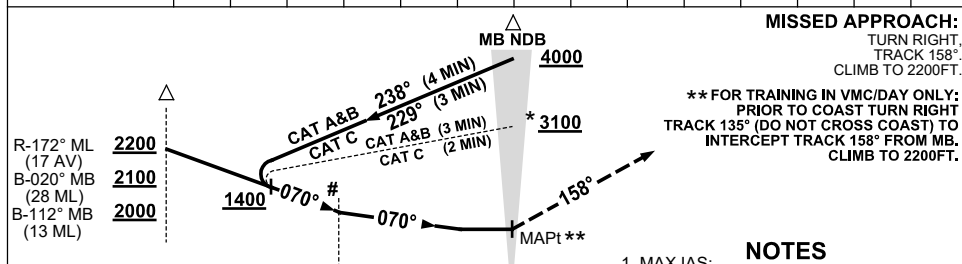 MISSED APPROACH:
TURN RIGHT,
TRACK 158°.
CLIMB TO 2200FT.
**FOR TRAINING IN VMC/DAY ONLY:
PRIOR TO COAST TURN RIGHT
TRACK 135° (DO NOT CROSS COAST) TO
INTERCEPT TRACK 158° FROM MB.
CLIMB TO 2200FT.
MB NDB
4000
CAT A&B 238° (4 MIN)
CAT C 229° (3 MIN)
CAT A&B (3 MIN)
CAT C (2 MIN)
* 3100
R-172° ML 2200
(17 AV)
B-020° MB 2100
(28 ML)
B-112° MB 2000
(13 ML)
1400
070°
#
070°
158°
MAPt **
NOTES
1. MAX IAS: